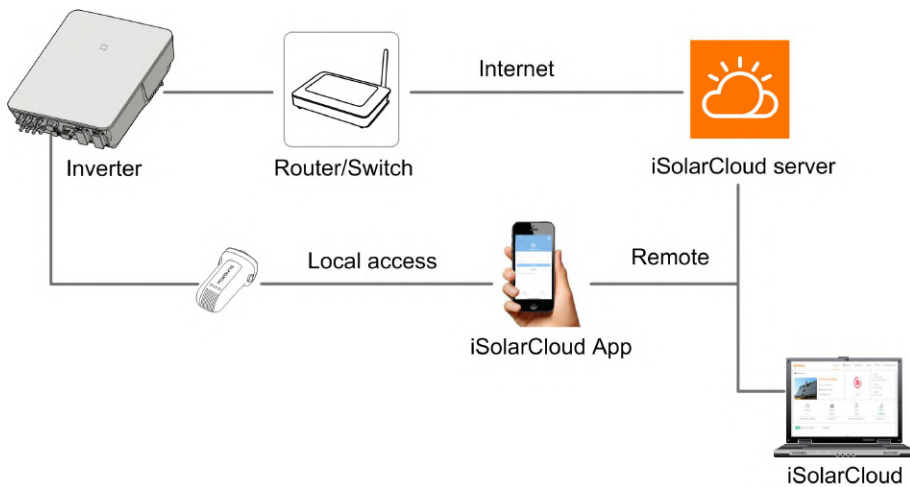 Internet
Inverter
Router/Switch
iSolarCloud server
Local access
Remote
iSolarCloud App
iSolarCloud